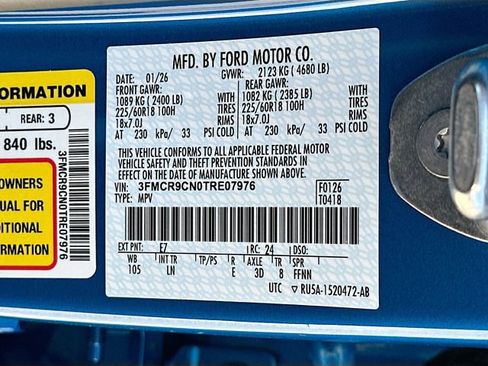 FORMATION
REAR: 3
840 lbs.
OWNERS
UAL FOR
DITIONAL
ORMATION
3FMCR9CN0TRE07976
MFD. BY FORD MOTOR CO.
DATE: 01/26 GVWR: 2123 KG ( 4680 LB)
FRONT GAWR: REAR GAWR:
1089 KG ( 2400 LB) 1082 KG ( 2385 LB)
225/60R18 100H TIRES 225/60R18 100H TIRES
18x7.0J RIMS 18x7.0J RIMS
AT 230 kPa/ 33 PSI COLD AT 230 kPa/ 33 PSI COLD
THIS VEHICLE CONFORMS TO ALL APPLICABLE FEDERAL MOTOR
VEHICLE SAFETY AND THEFT PREVENTION STANDARDS IN
EFFECT ON THE DATE OF MANUFACTURE SHOWN ABOVE.
VIN: 3FMCR9CN0TRE07976 F0126
TYPE: MPV T0418
EXT PNT: E7 RC: 24 DSO:
WB INT TR TP/PS R AXLE TR SPR
105 LN E 3D 8 FFNN
UTC RU5A-1520472-AB